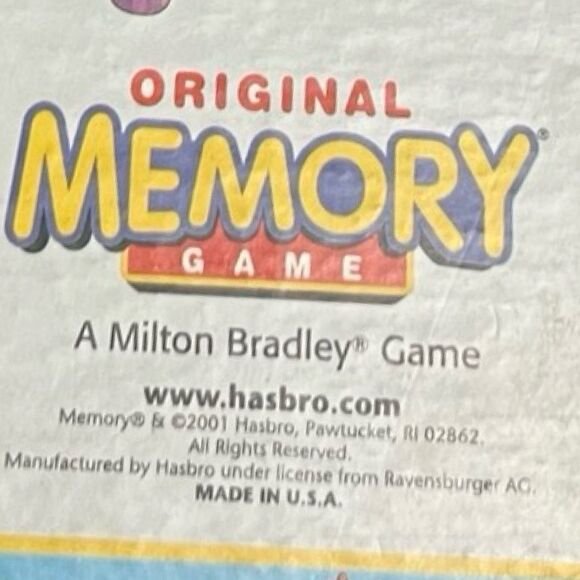 ORIGINAL
MEMORY®
GAME
A Milton Bradley® Game
www.hasbro.com
Memory® & ©2001 Hasbro, Pawtucket, RI 02862.
All Rights Reserved.
Manufactured by Hasbro under license from Ravensburger AG.
MADE IN U.S.A.